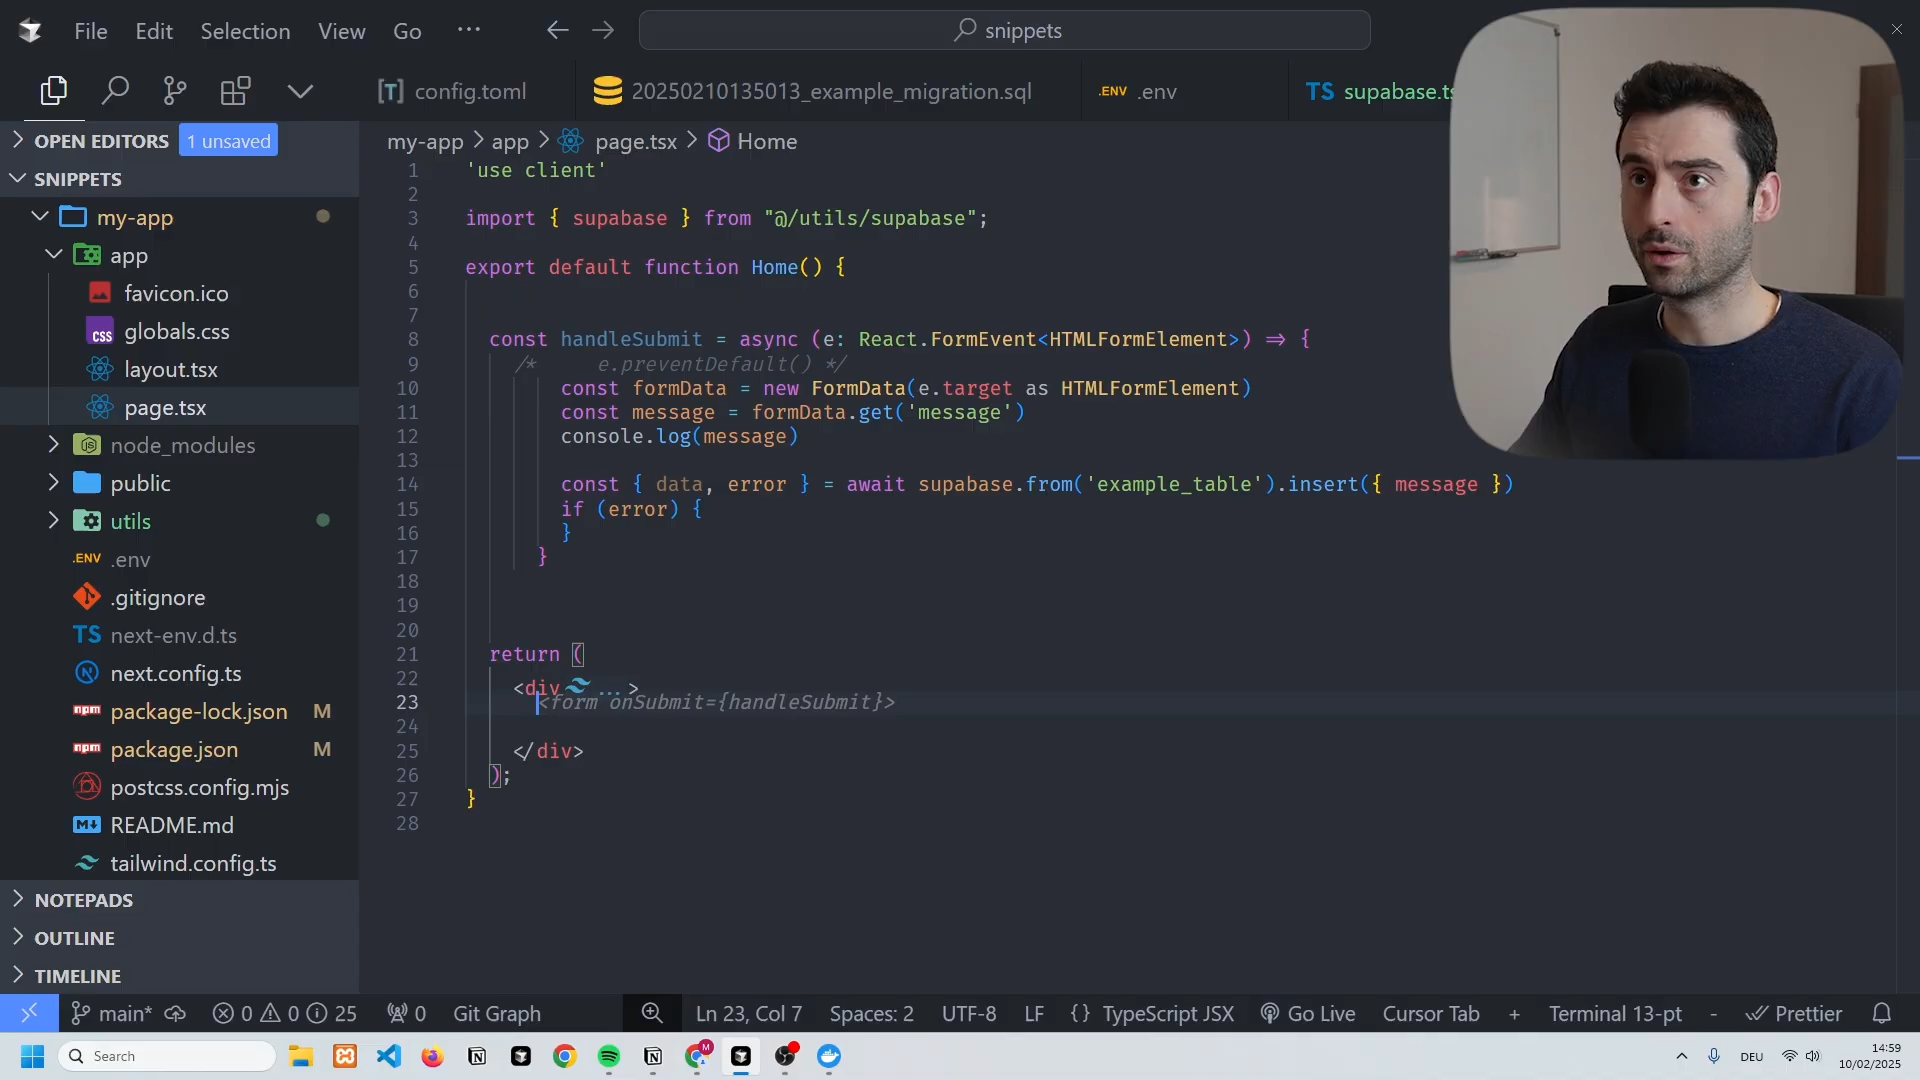 File Edit Selection View Go ··· snippets
config.toml 20250210135013_example_migration.sql .ENV .env TS supabase.ts
OPEN EDITORS 1 unsaved
SNIPPETS
my-app
app
favicon.ico
globals.css
layout.tsx
page.tsx
node_modules
public
utils
.ENV .env
.gitignore
TS next-env.d.ts
next.config.ts
package-lock.json M
package.json M
postcss.config.mjs
README.md
tailwind.config.ts
NOTEPADS
OUTLINE
TIMELINE
my-app > app > page.tsx > Home
1 'use client'
2
3 import { supabase } from "@/utils/supabase";
4
5 export default function Home() {
6
7
8 const handleSubmit = async (e: React.FormEvent<HTMLFormElement>) => {
9 /* e.preventDefault() */
10 const formData = new FormData(e.target as HTMLFormElement)
11 const message = formData.get('message')
12 console.log(message)
13
14 const { data, error } = await supabase.from('example_table').insert({ message })
15 if (error) {
16 }
17 }
18
19
20
21 return (
22 <div ...>
23 <form onSubmit={handleSubmit}>
24
25 </div>
26 );
27 }
28
main* 0 0 25 0 Git Graph Ln 23, Col 7 Spaces: 2 UTF-8 LF {} TypeScript JSX Go Live Cursor Tab + Terminal 13-pt - Prettier
Search DEU 14:59
10/02/2025